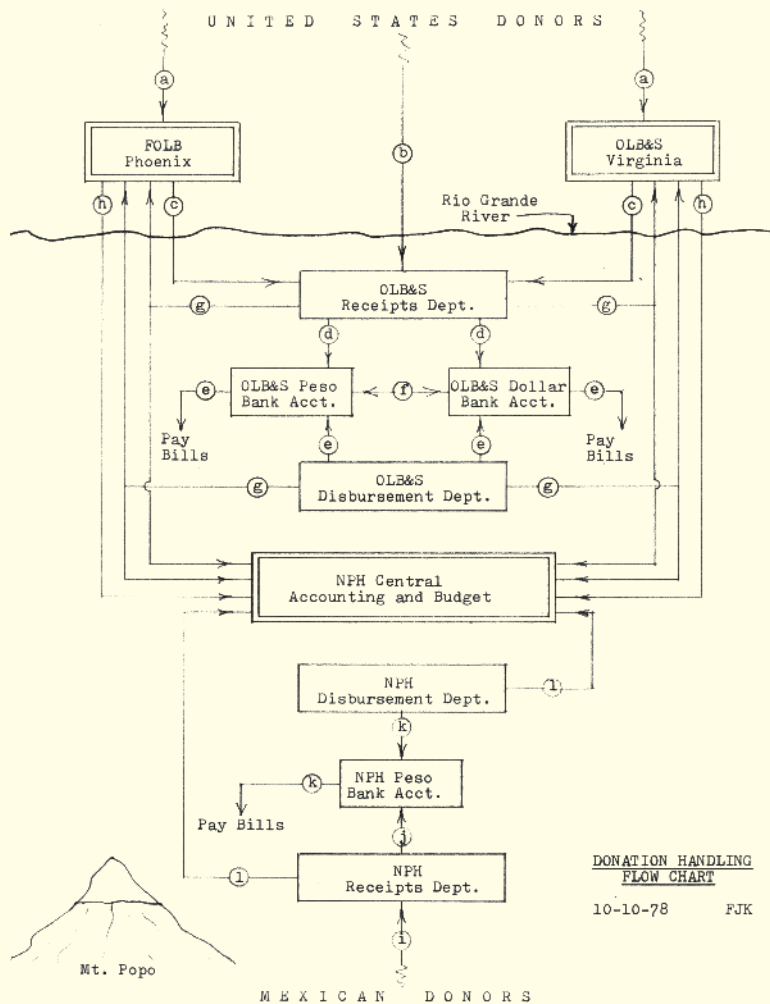 UNITED STATES DONORS
a
a
FOLB
Phoenix
b
OLB&S
Virginia
h
c
Rio Grande
River
c
h
OLB&S
Receipts Dept.
g
g
d
d
OLB&S Peso
Bank Acct.
OLB&S Dollar
Bank Acct.
e
f
e
Pay
Bills
Pay
Bills
e
e
OLB&S
Disbursement Dept.
g
g
NPH Central
Accounting and Budget
NPH
Disbursement Dept.
l
k
NPH Peso
Bank Acct.
k
Pay Bills
j
NPH
Receipts Dept.
l
DONATION HANDLING
FLOW CHART
10-10-78 FJK
i
Mt. Popo
MEXICAN DONORS